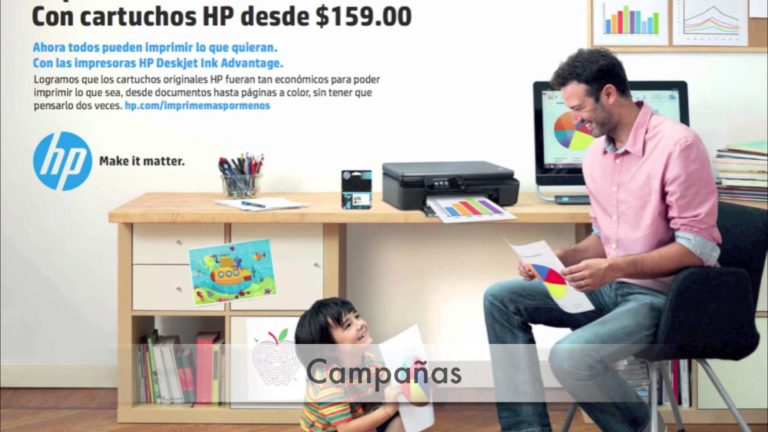 Con cartuchos HP desde $159.00
Ahora todos pueden imprimir lo que quieran.
Con las impresoras HP Deskjet Ink Advantage.
Logramos que los cartuchos originales HP fueran tan económicos para poder
imprimir lo que sea, desde documentos hasta páginas a color, sin tener que
pensarlo dos veces. hp.com/imprimemaspormenos
hp Make it matter.
Campañas